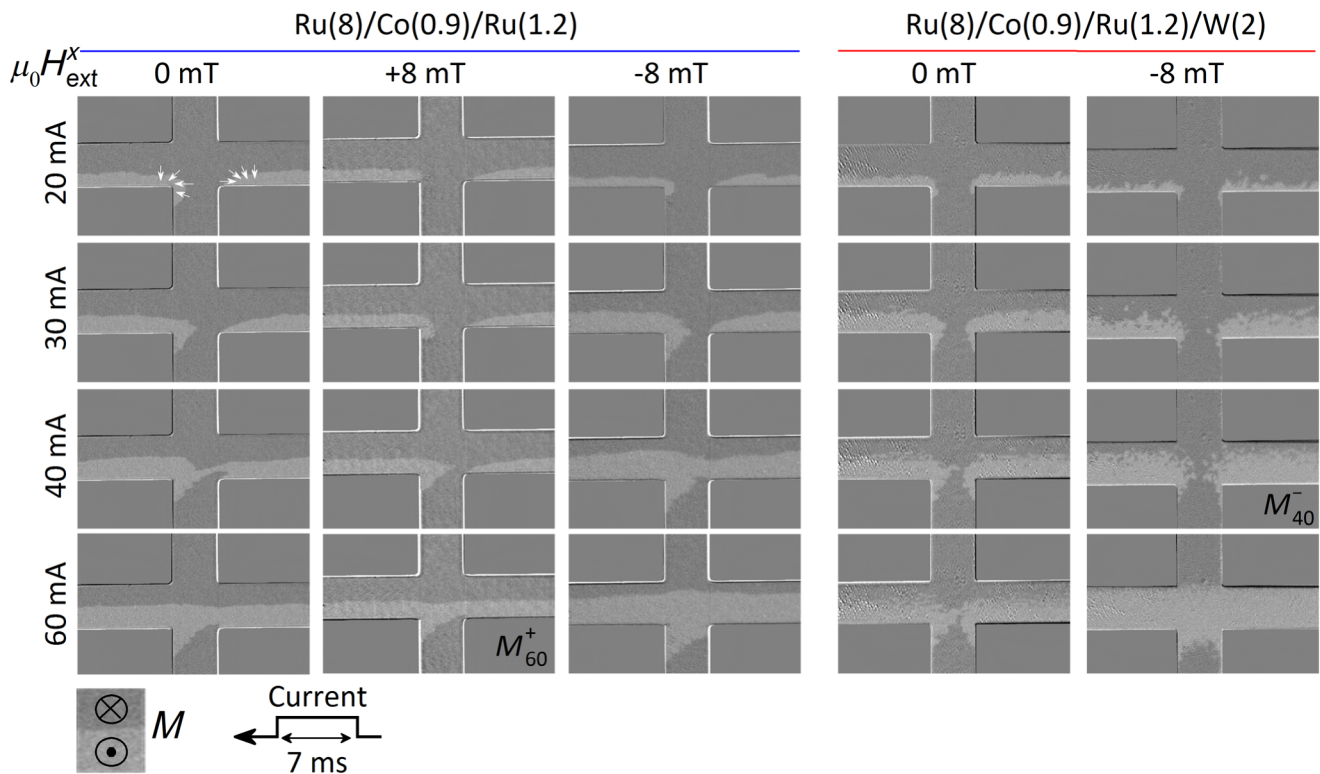 Ru(8)/Co(0.9)/Ru(1.2) Ru(8)/Co(0.9)/Ru(1.2)/W(2)
μ₀Hˣext 0 mT +8 mT -8 mT 0 mT -8 mT
20 mA
30 mA
40 mA
M⁻₄₀
60 mA
M⁺₆₀
M
Current
7 ms